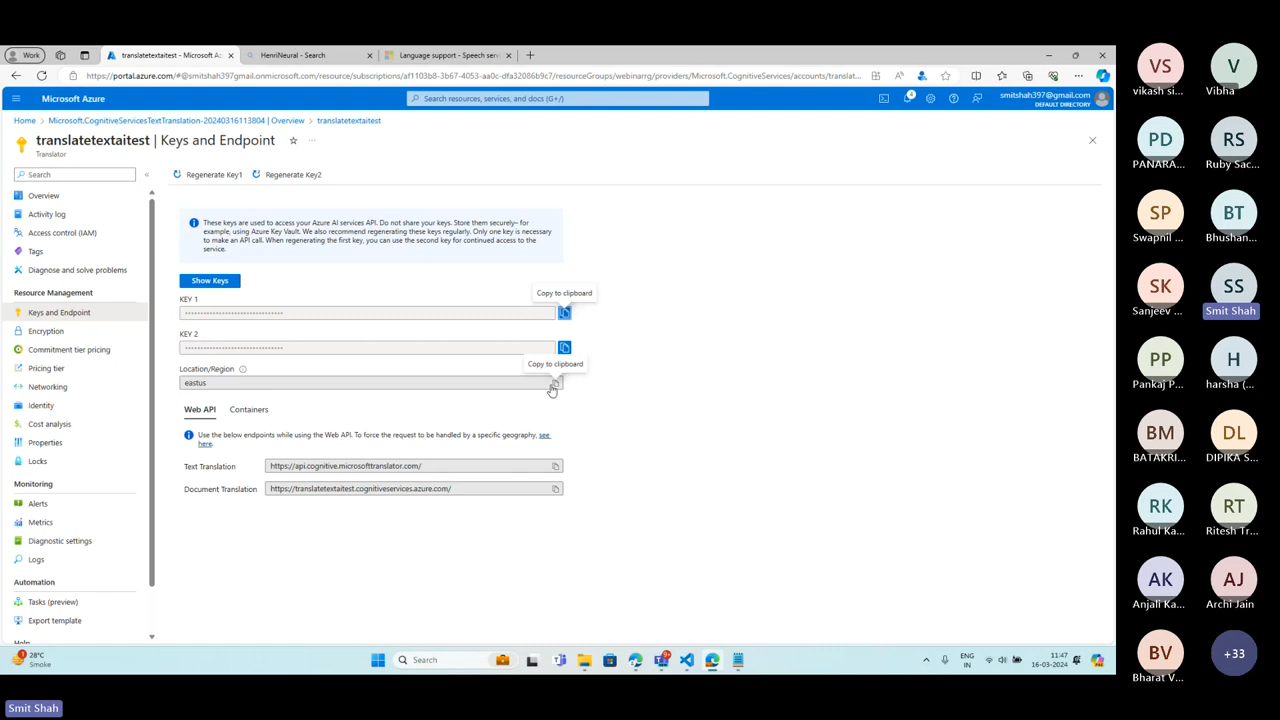 Work
translatetextaitest - Microsoft Az
HenriNeural - Search
Language support - Speech serv
https://portal.azure.com/#@smitshah397gmail.onmicrosoft.com/resource/subscriptions/af1103b8-3b67-4053-aa0c-dfa32086b9c7/resourceGroups/webinarrg/providers/Microsoft.CognitiveServices/accounts/translat...
Microsoft Azure
Search resources, services, and docs (G+/)
4
smitshah397@gmail.com
DEFAULT DIRECTORY
Home > Microsoft.CognitiveServicesTextTranslation-20240316113804 | Overview > translatetextaitest
translatetextaitest | Keys and Endpoint
Translator
Search
Regenerate Key1
Regenerate Key2
Overview
Activity log
Access control (IAM)
Tags
Diagnose and solve problems
Resource Management
Keys and Endpoint
Encryption
Commitment tier pricing
Pricing tier
Networking
Identity
Cost analysis
Properties
Locks
Monitoring
Alerts
Metrics
Diagnostic settings
Logs
Automation
Tasks (preview)
Export template
Help
These keys are used to access your Azure AI services API. Do not share your keys. Store them securely– for
example, using Azure Key Vault. We also recommend regenerating these keys regularly. Only one key is necessary
to make an API call. When regenerating the first key, you can use the second key for continued access to the
service.
Show Keys
Copy to clipboard
KEY 1
KEY 2
Copy to clipboard
Location/Region
eastus
Web API
Containers
Use the below endpoints while using the Web API. To force the request to be handled by a specific geography, see
here.
Text Translation
https://api.cognitive.microsofttranslator.com/
Document Translation
https://translatetextaitest.cognitiveservices.azure.com/
1
28°C
Smoke
Search
9+
ENG
IN
11:47
16-03-2024
Smit Shah
VS
vikash si...
V
Vibha
PD
PANARA...
RS
Ruby Sac...
SP
Swapnil ...
BT
Bhushan...
SK
Sanjeev ...
SS
Smit Shah
PP
Pankaj P...
H
harsha (...
BM
BATAKRI...
DL
DIPIKA S...
RK
Rahul Ka...
RT
Ritesh Tr...
AK
Anjali Ka...
AJ
Archi Jain
BV
Bharat V...
+33